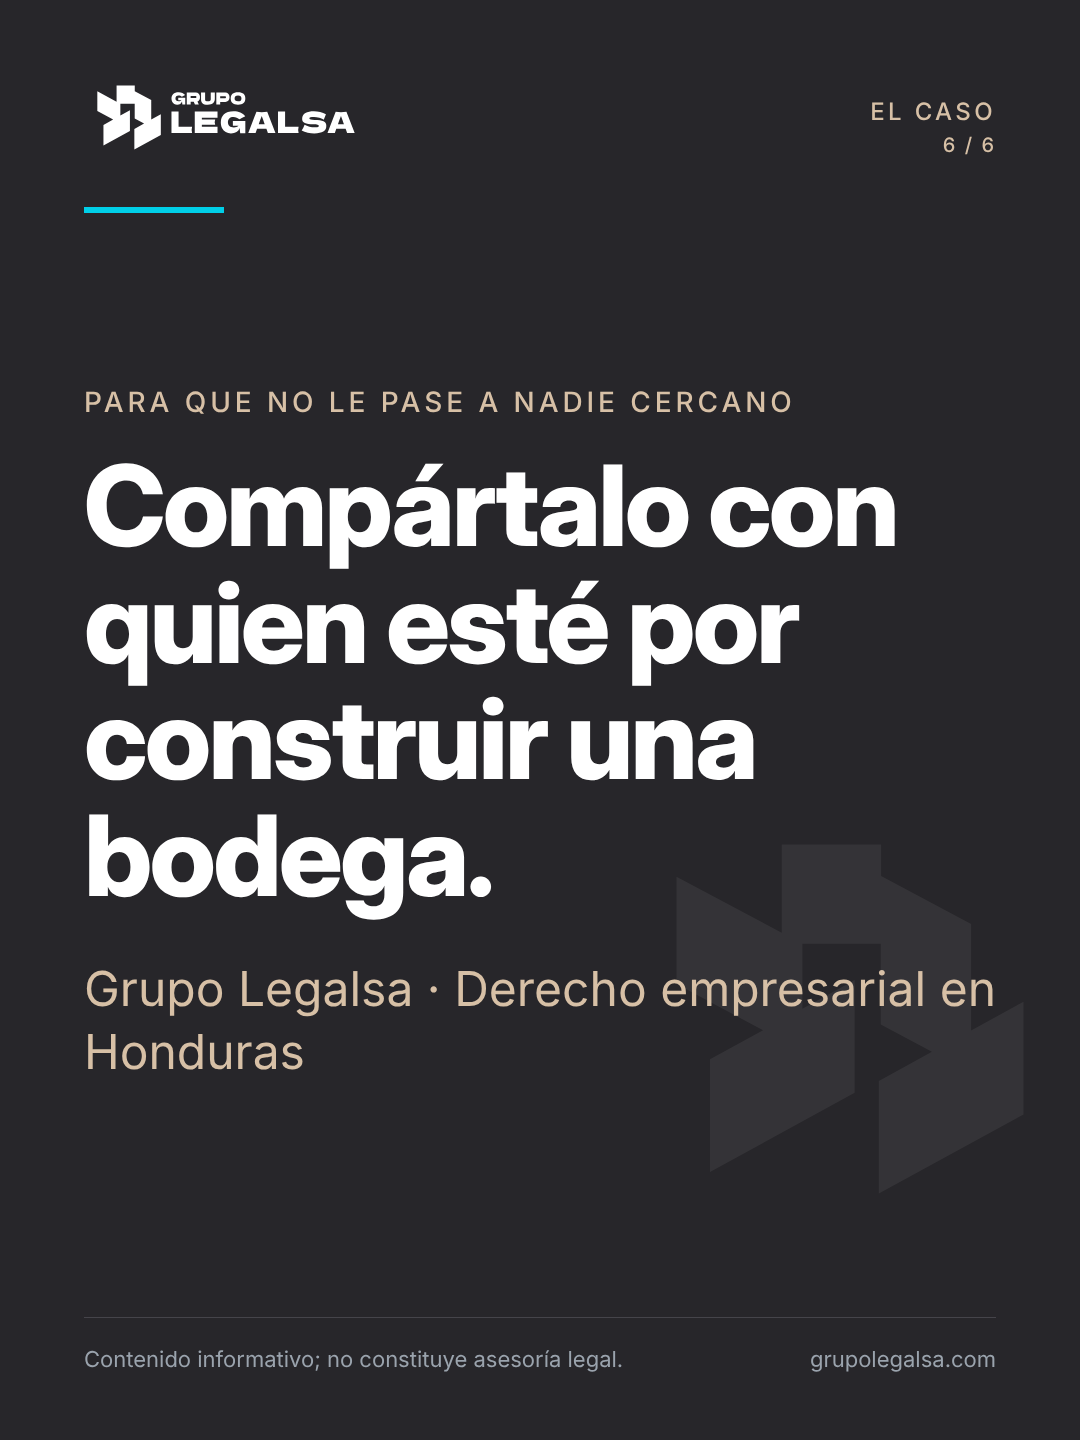 GRUPO
LEGALSA
EL CASO
6 / 6
PARA QUE NO LE PASE A NADIE CERCANO
Compártalo con
quien esté por
construir una
bodega.
Grupo Legalsa · Derecho empresarial en
Honduras
Contenido informativo; no constituye asesoría legal.
grupolegalsa.com